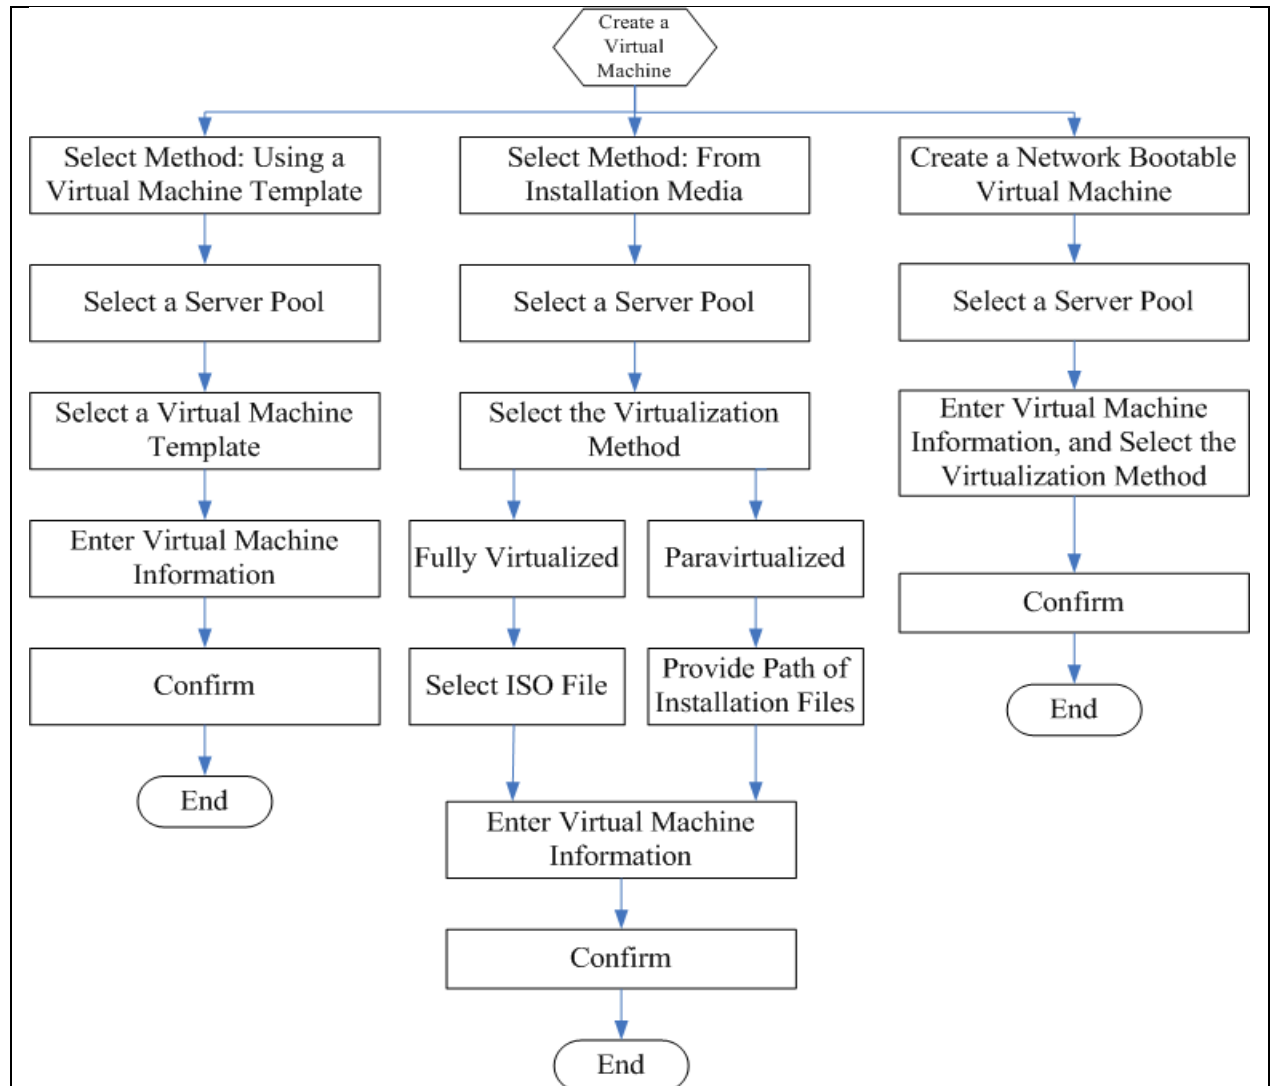 Create a
Virtual
Machine
Select Method: Using a
Virtual Machine Template
Select a Server Pool
Select a Virtual Machine
Template
Enter Virtual Machine
Information
Confirm
End
Select Method: From
Installation Media
Select a Server Pool
Select the Virtualization
Method
Fully Virtualized
Select ISO File
Paravirtualized
Provide Path of
Installation Files
Enter Virtual Machine
Information
Confirm
End
Create a Network Bootable
Virtual Machine
Select a Server Pool
Enter Virtual Machine
Information, and Select the
Virtualization Method
Confirm
End